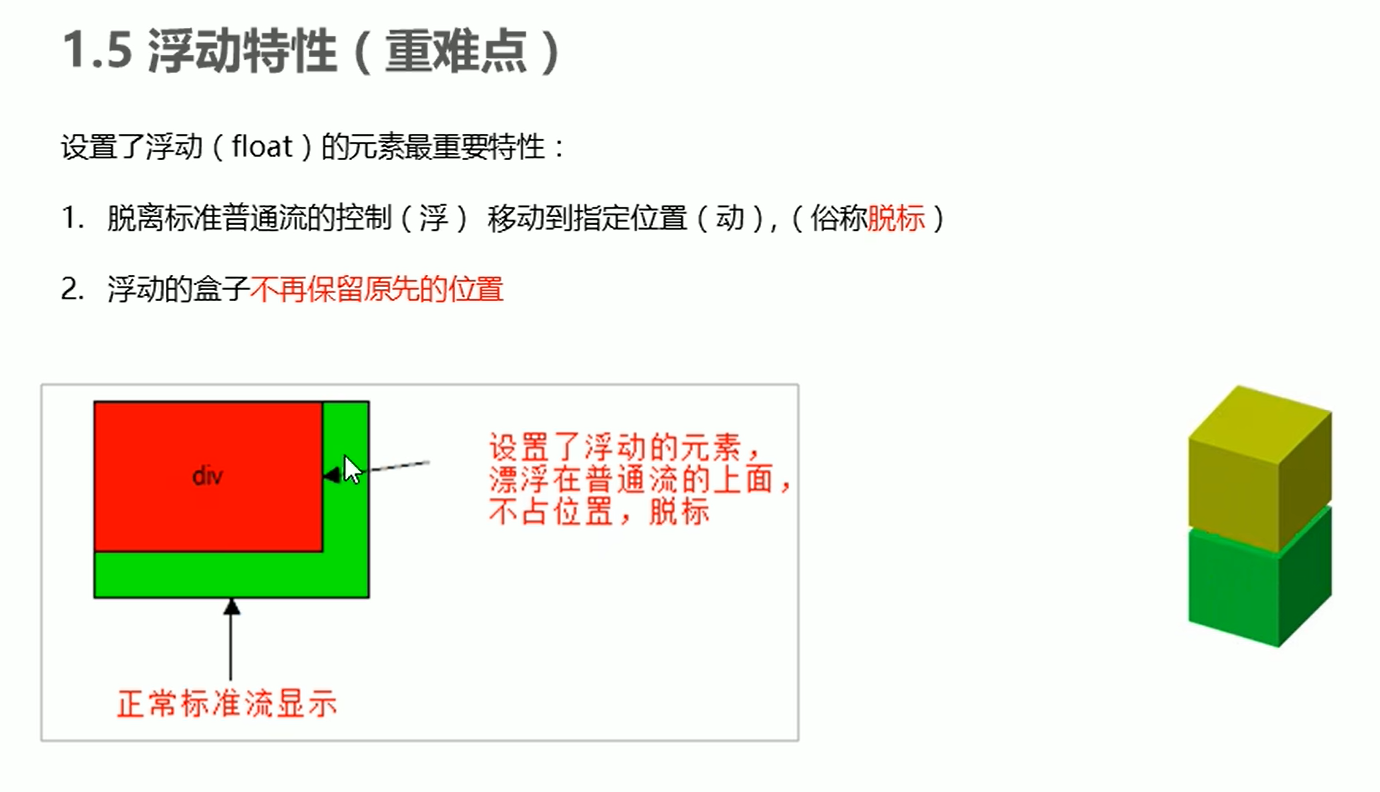 1.5 浮动特性（重难点）
设置了浮动（float）的元素最重要特性：
1. 脱离标准普通流的控制（浮） 移动到指定位置（动），（俗称脱标）
2. 浮动的盒子不再保留原先的位置
div
设置了浮动的元素，
漂浮在普通流的上面，
不占位置，脱标
正常标准流显示